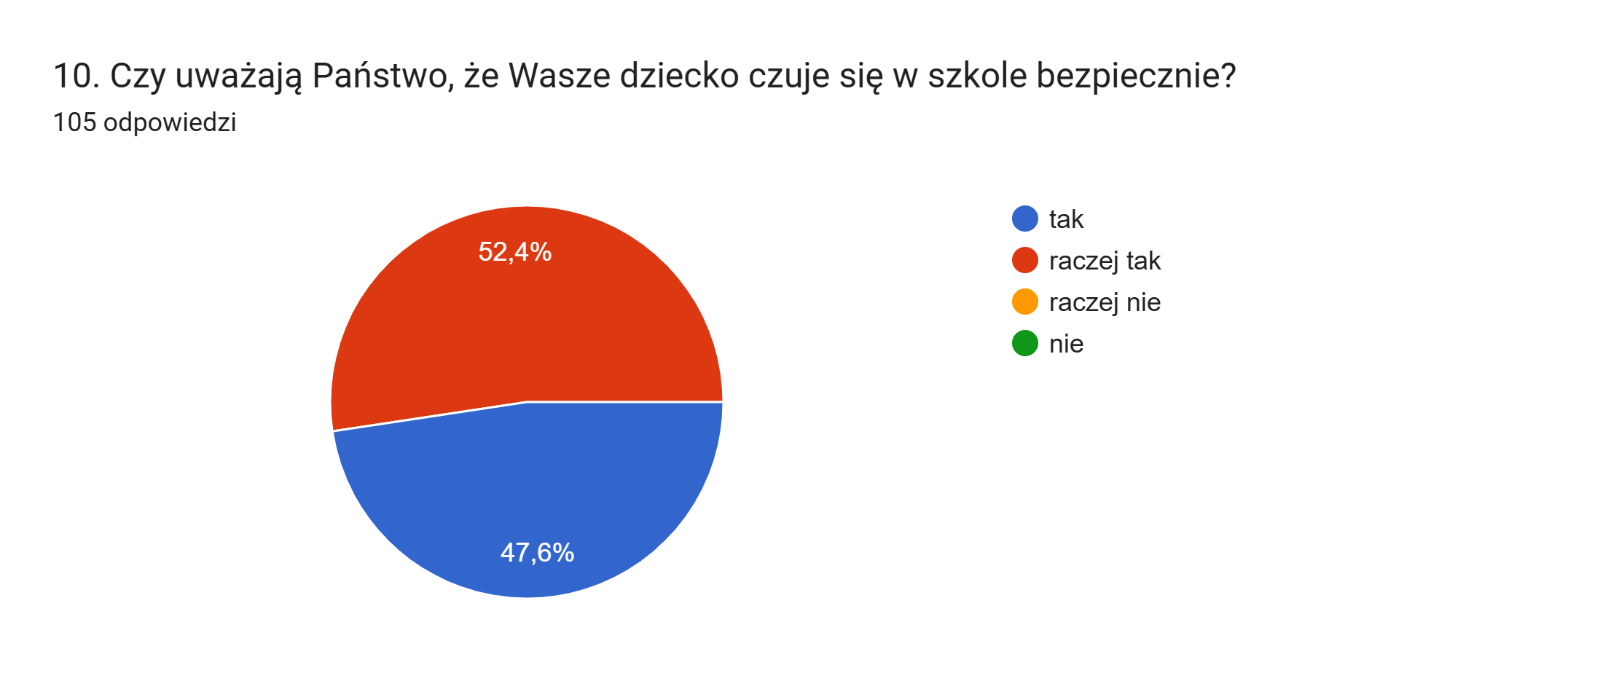 10. Czy uważają Państwo, że Wasze dziecko czuje się w szkole bezpiecznie?
105 odpowiedzi
tak
raczej tak
raczej nie
nie
52,4%
47,6%